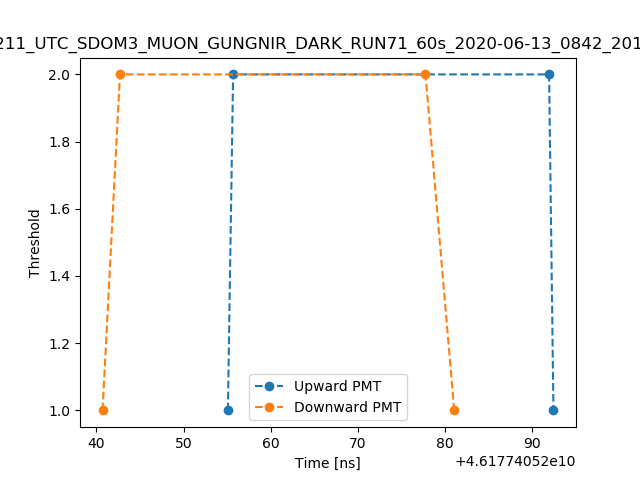 211_UTC_SDOM3_MUON_GUNGNIR_DARK_RUN71_60s_2020-06-13_0842_201
2.0
1.8
1.6
1.4
1.2
1.0
Threshold
Upward PMT
Downward PMT
40 50 60 70 80 90
Time [ns]
+4.61774052e10